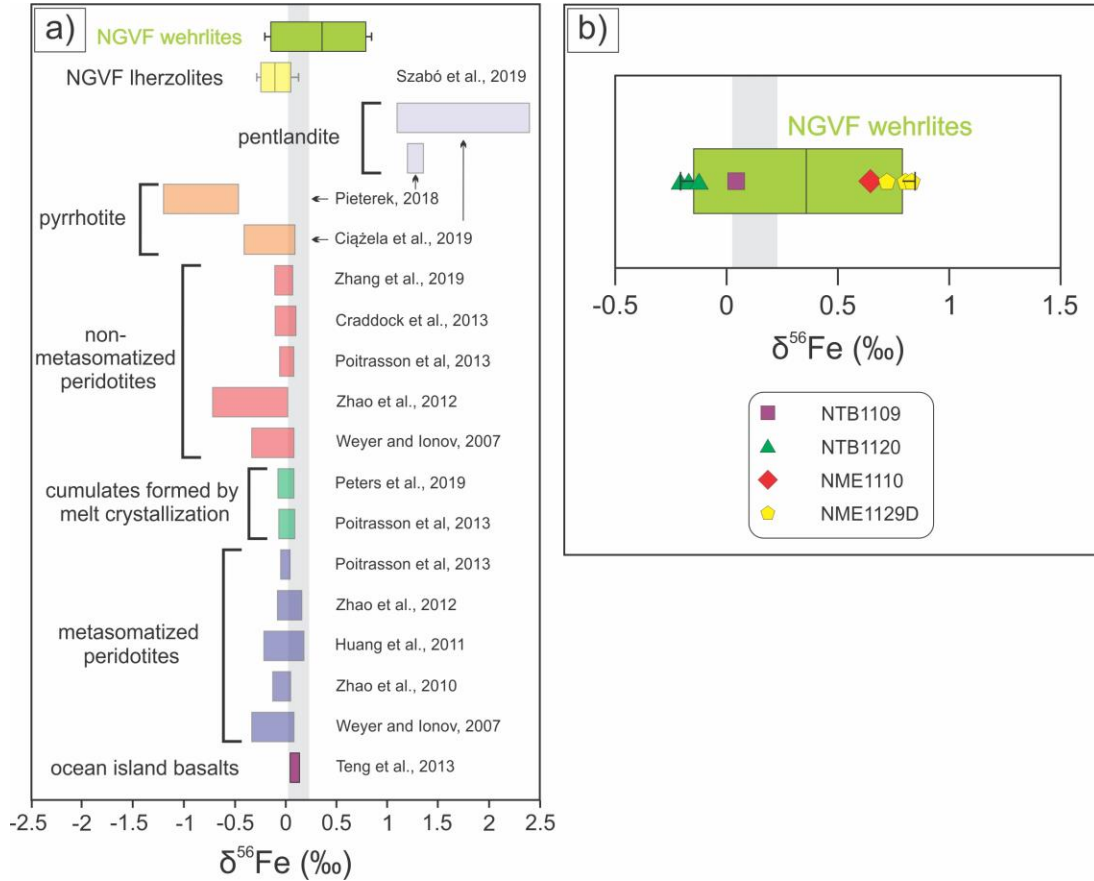 a)
NGVF wehrlites
NGVF lherzolites
Szabó et al., 2019
pentlandite
Pieterek, 2018
pyrrhotite
Ciążela et al., 2019
Zhang et al., 2019
non-
metasomatized
peridotites
Craddock et al., 2013
Poitrasson et al, 2013
Zhao et al., 2012
Weyer and Ionov, 2007
cumulates formed by
melt crystallization
Peters et al., 2019
Poitrasson et al, 2013
metasomatized
peridotites
Poitrasson et al, 2013
Zhao et al., 2012
Huang et al., 2011
Zhao et al., 2010
Weyer and Ionov, 2007
ocean island basalts
Teng et al., 2013
-2.5 -2 -1.5 -1 -0.5 0 0.5 1 1.5 2 2.5
δ⁵⁶Fe (‰)
b)
NGVF wehrlites
-0.5 0 0.5 1 1.5
δ⁵⁶Fe (‰)
NTB1109
NTB1120
NME1110
NME1129D